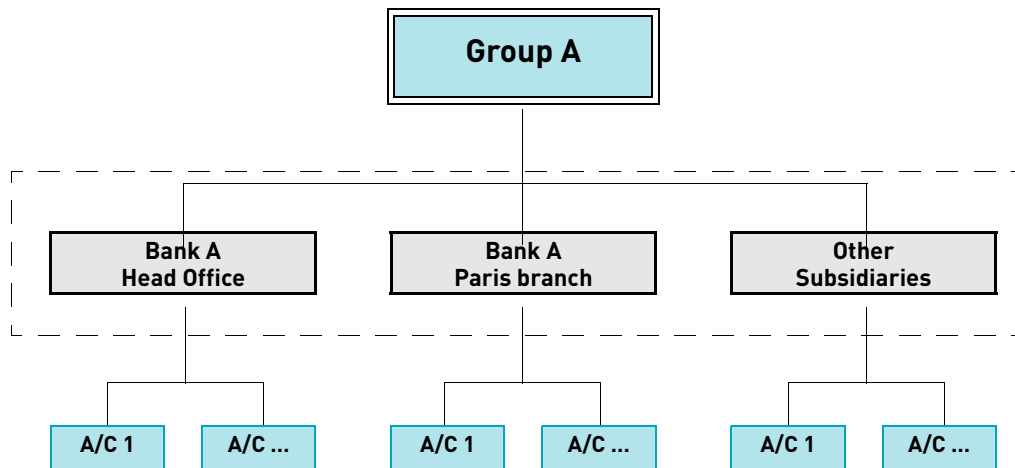 Group A
Bank A
Head Office
Bank A
Paris branch
Other
Subsidiaries
A/C 1
A/C ...
A/C 1
A/C ...
A/C 1
A/C ...